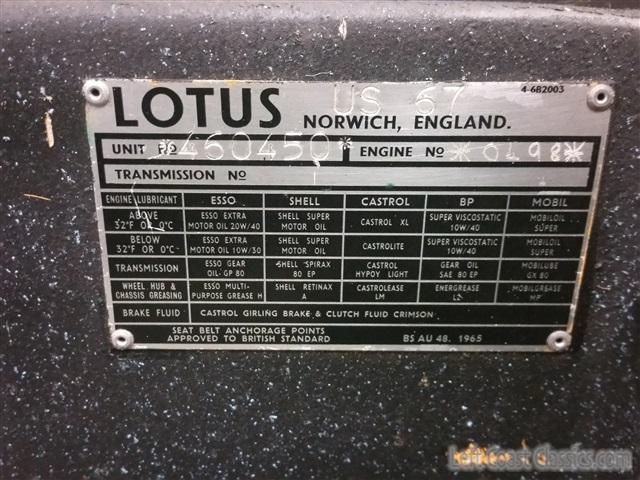 LOTUS US 67 4-6B2003
NORWICH, ENGLAND.
UNIT No 460450* ENGINE No *0498*
TRANSMISSION No
ENGINE LUBRICANT ESSO SHELL CASTROL BP MOBIL
ABOVE 32°F OR 0°C ESSO EXTRA MOTOR OIL 20W/40 SHELL SUPER MOTOR OIL CASTROL XL SUPER VISCOSTATIC 10W/40 MOBILOIL SUPER
BELOW 32°F OR 0°C ESSO EXTRA MOTOR OIL 10W/30 SHELL SUPER MOTOR OIL CASTROLITE SUPER VISCOSTATIC 10W/40 MOBILOIL SUPER
TRANSMISSION ESSO GEAR OIL· GP 80 SHELL SPIRAX 80 EP CASTROL HYPOY LIGHT GEAR OIL SAE 80 EP MOBILUBE GX 80
WHEEL HUB & CHASSIS GREASING ESSO MULTI-PURPOSE GREASE H SHELL RETINAX A CASTROLEASE LM ENERGREASE L2 MOBILGREASE MP
BRAKE FLUID CASTROL GIRLING BRAKE & CLUTCH FLUID CRIMSON
SEAT BELT ANCHORAGE POINTS
APPROVED TO BRITISH STANDARD BS AU 48. 1965
Left Coast Classics.com